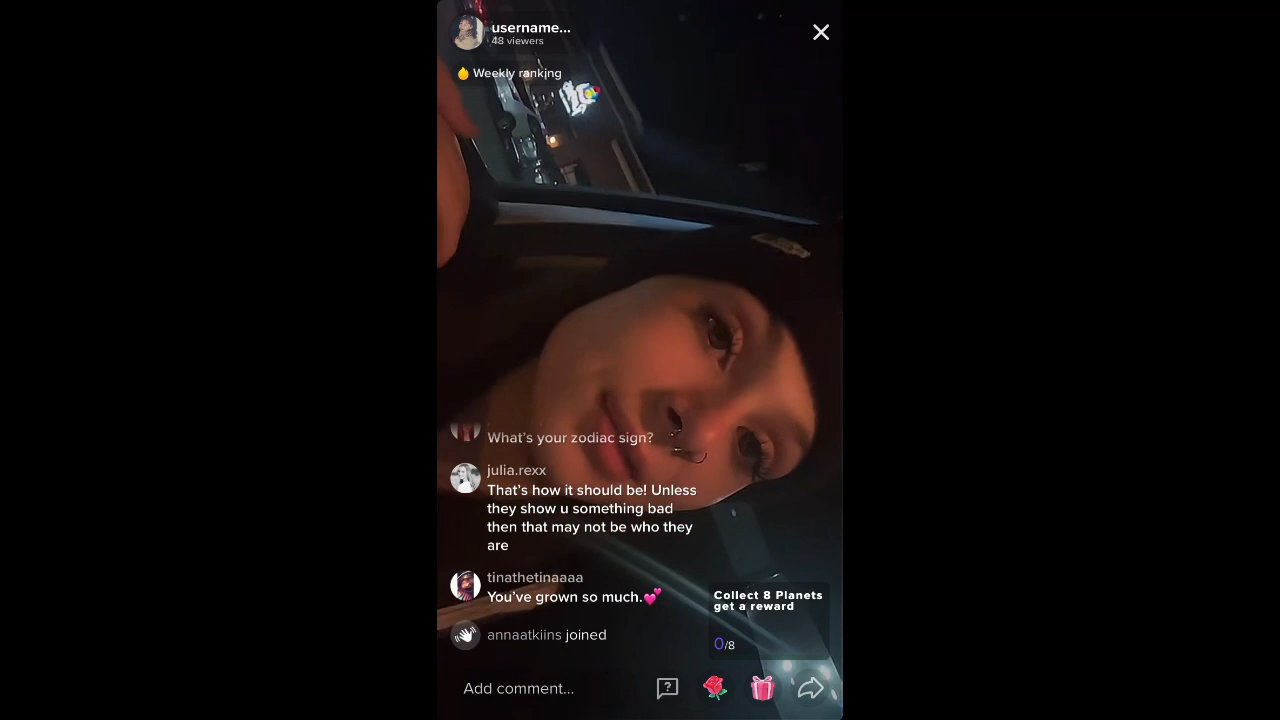 username...
48 viewers
Weekly ranking
What's your zodiac sign?
julia.rexx
That's how it should be! Unless
they show u something bad
then that may not be who they
are
tinathetinaaaa
You've grown so much.💕
annaatkiins joined
Collect 8 Planets
get a reward
0/8
Add comment...